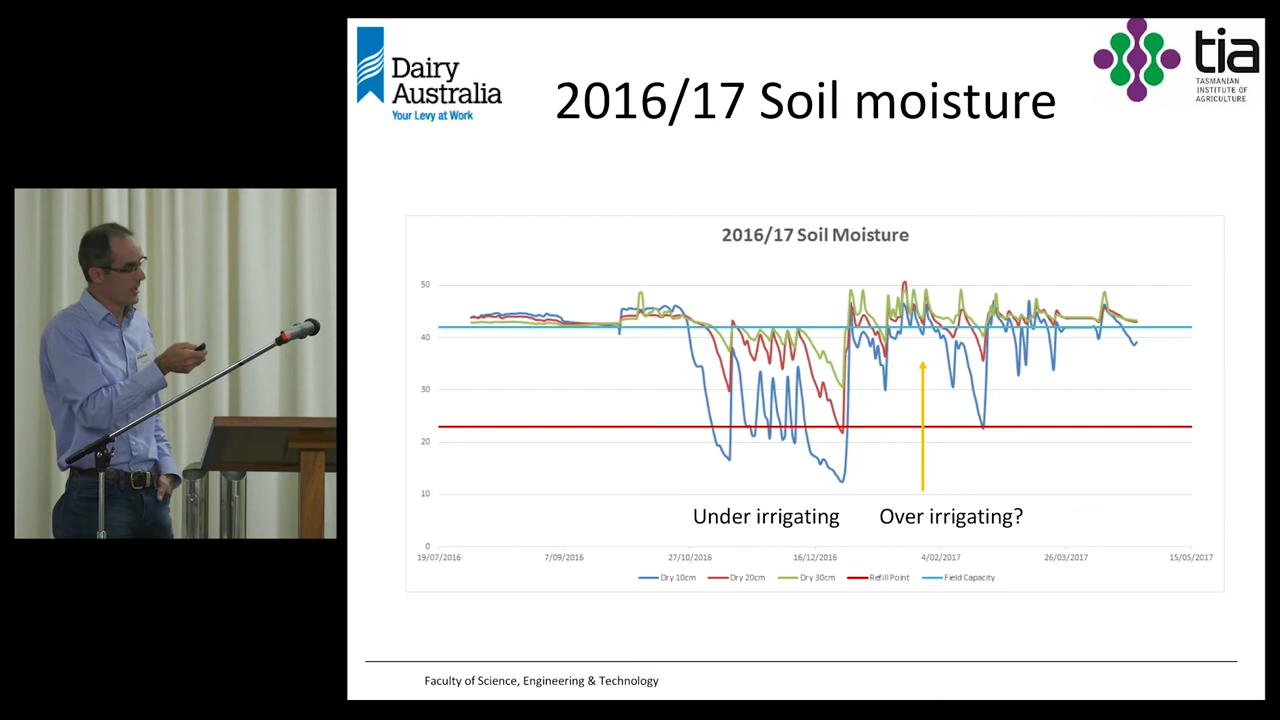 Dairy
Australia
Your Levy at Work
tia
TASMANIAN
INSTITUTE OF
AGRICULTURE
2016/17 Soil moisture
2016/17 Soil Moisture
50
40
30
20
10
0
Under irrigating
Over irrigating?
19/07/2016
7/09/2016
27/10/2016
16/12/2016
4/02/2017
26/03/2017
15/05/2017
Dry 10cm
Dry 20cm
Dry 30cm
Refill Point
Field Capacity
Faculty of Science, Engineering & Technology